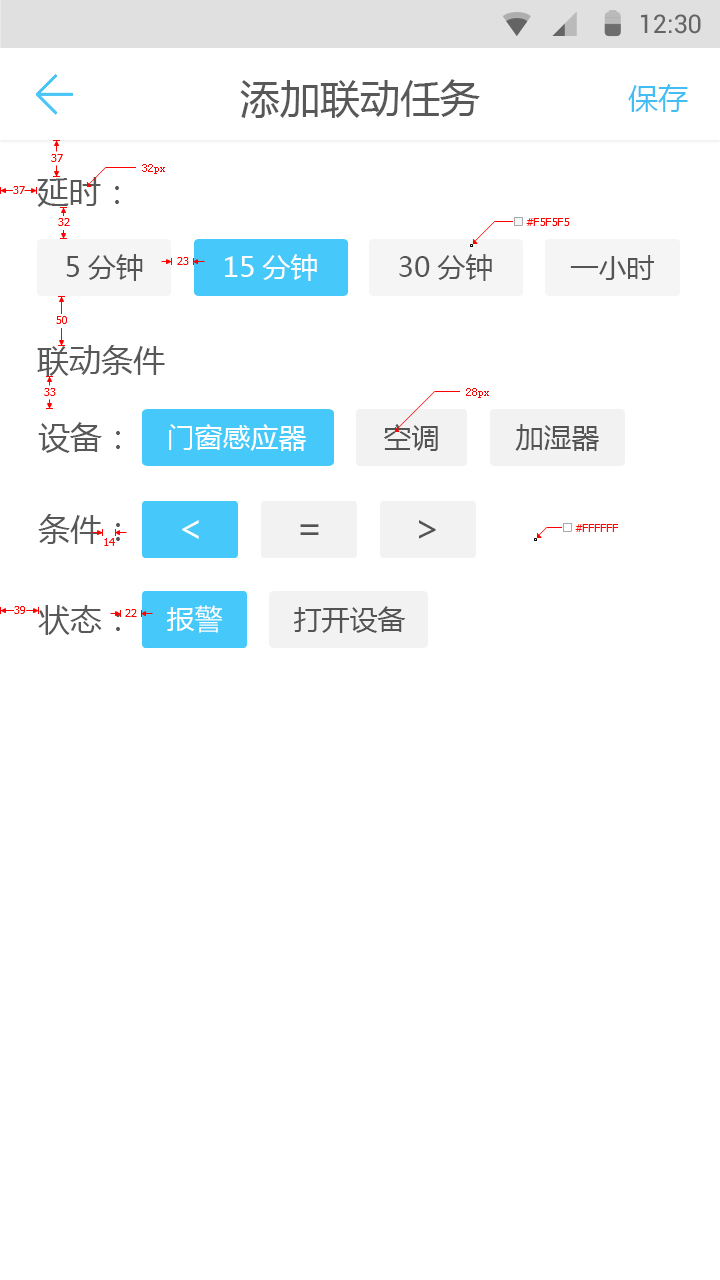 12:30
添加联动任务 保存
37
32px
37 延时：
32 #F5F5F5
5 分钟 23 15 分钟 30 分钟 一小时
50
联动条件
33 28px
设备： 门窗感应器 空调 加湿器
条件： < = > #FFFFFF
14
39 状态： 22 报警 打开设备